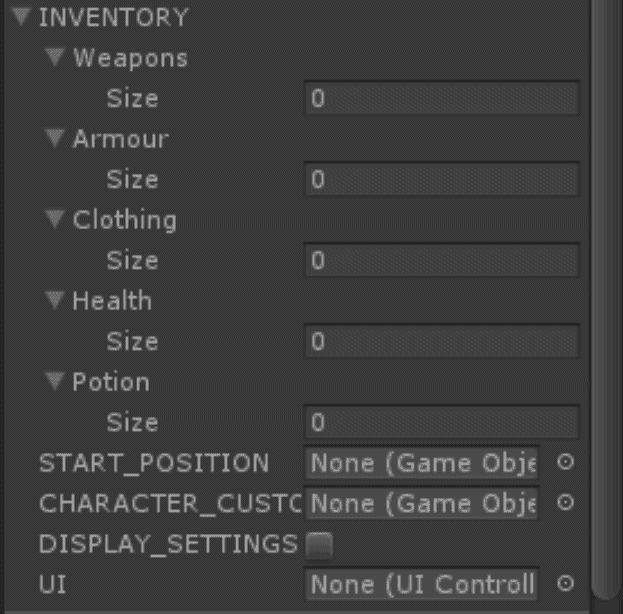 INVENTORY
Weapons
Size 0
Armour
Size 0
Clothing
Size 0
Health
Size 0
Potion
Size 0
START_POSITION None (Game Obje
CHARACTER_CUSTO None (Game Obje
DISPLAY_SETTINGS
UI None (UI Controll